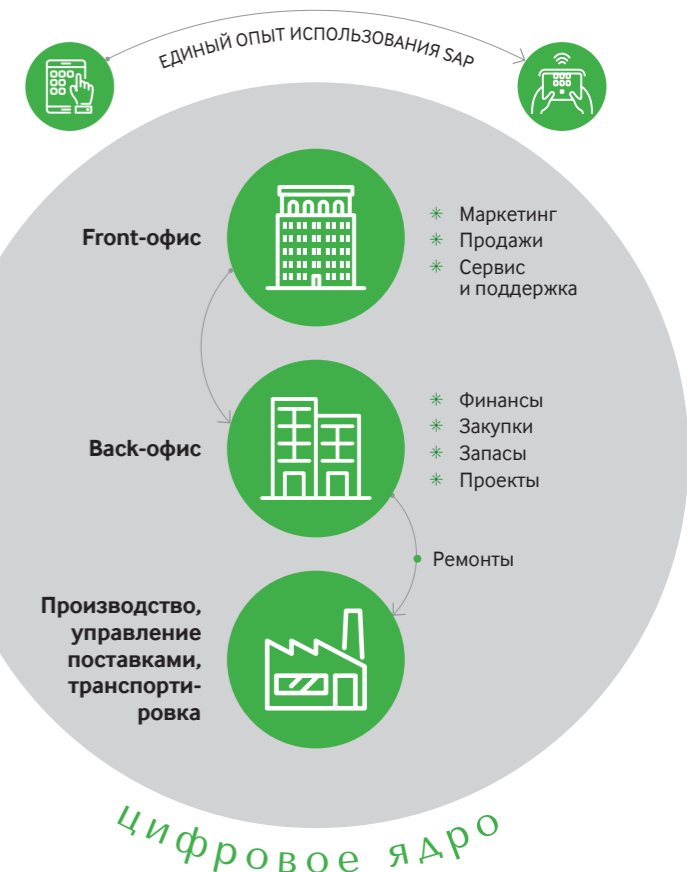 ЕДИНЫЙ ОПЫТ ИСПОЛЬЗОВАНИЯ SAP
Front-офис
Маркетинг
Продажи
Сервис
и поддержка
Back-офис
Финансы
Закупки
Запасы
Проекты
Ремонты
Производство,
управление
поставками,
транспорти-
ровка
цифровое ядро